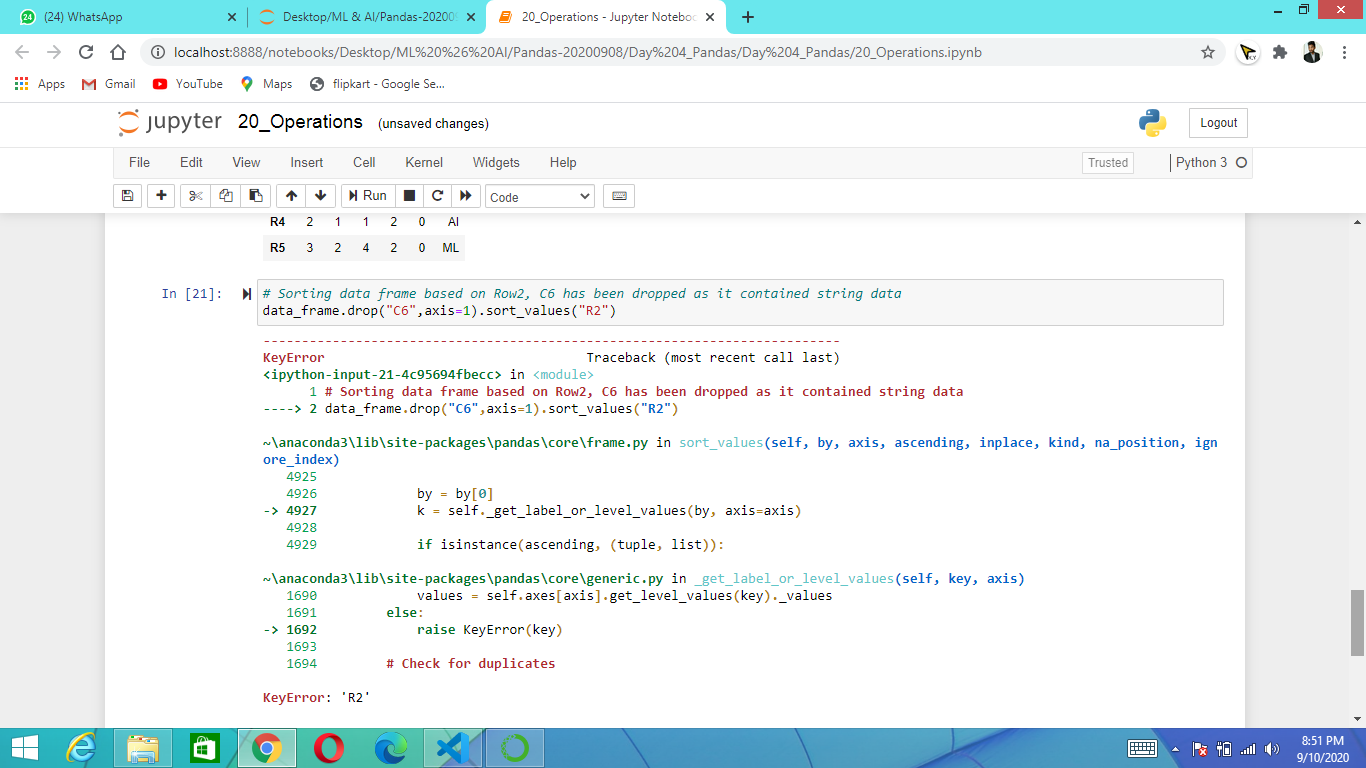 (24) WhatsApp
Desktop/ML & AI/Pandas-202009
20_Operations - Jupyter Noteboo
localhost:8888/notebooks/Desktop/ML%20%26%20AI/Pandas-20200908/Day%204_Pandas/Day%204_Pandas/20_Operations.ipynb
Apps Gmail YouTube Maps flipkart - Google Se...
jupyter 20_Operations (unsaved changes) Logout
File Edit View Insert Cell Kernel Widgets Help Trusted Python 3
Run Code
R4 2 1 1 2 0 AI
R5 3 2 4 2 0 ML
In [21]: # Sorting data frame based on Row2, C6 has been dropped as it contained string data
data_frame.drop("C6",axis=1).sort_values("R2")
---------------------------------------------------------------------------
KeyError Traceback (most recent call last)
<ipython-input-21-4c95694fbecc> in <module>
1 # Sorting data frame based on Row2, C6 has been dropped as it contained string data
----> 2 data_frame.drop("C6",axis=1).sort_values("R2")
~\anaconda3\lib\site-packages\pandas\core\frame.py in sort_values(self, by, axis, ascending, inplace, kind, na_position, ign
ore_index)
4925
4926 by = by[0]
-> 4927 k = self._get_label_or_level_values(by, axis=axis)
4928
4929 if isinstance(ascending, (tuple, list)):
~\anaconda3\lib\site-packages\pandas\core\generic.py in _get_label_or_level_values(self, key, axis)
1690 values = self.axes[axis].get_level_values(key)._values
1691 else:
-> 1692 raise KeyError(key)
1693
1694 # Check for duplicates
KeyError: 'R2'
8:51 PM
9/10/2020